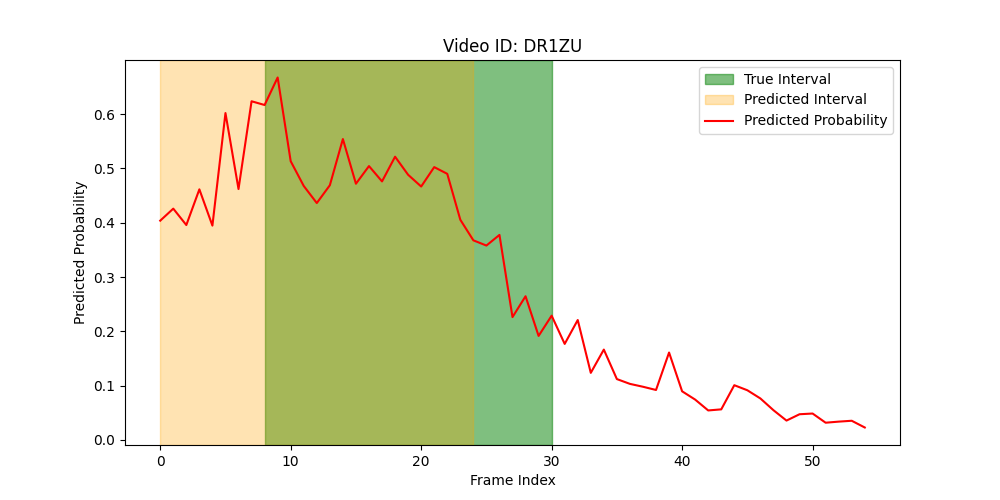 Video ID: DR1ZU
True Interval
Predicted Interval
Predicted Probability
Predicted Probability
0.6
0.5
0.4
0.3
0.2
0.1
0.0
0 10 20 30 40 50
Frame Index